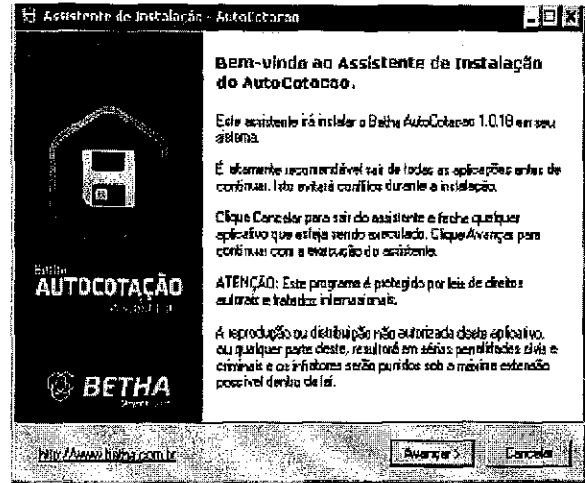 Assistente de Instalação - AutoCotacao
Bem-vindo ao Assistente de Instalação
do AutoCotacao.
Este assistente irá instalar o Betha AutoCotacao 1.0.18 em seu
sistema.
É altamente recomendável sair de todas as aplicações antes de
continuar. Isto evitará conflitos durante a instalação.
Clique Cancelar para sair do assistente e feche qualquer
aplicativo que esteja sendo executado. Clique Avançar para
continuar com a execução do assistente.
Betha
AUTOCOTAÇÃO
ATENÇÃO: Este programa é protegido por leis de direitos
autorais e tratados internacionais.
A reprodução ou distribuição não autorizada deste aplicativo,
ou qualquer parte deste, resultará em sérias penalidades civis e
criminais e os infratores serão punidos sob a máxima extensão
possível dentro da lei.
BETHA
http://www.betha.com.br
Avançar >
Cancelar